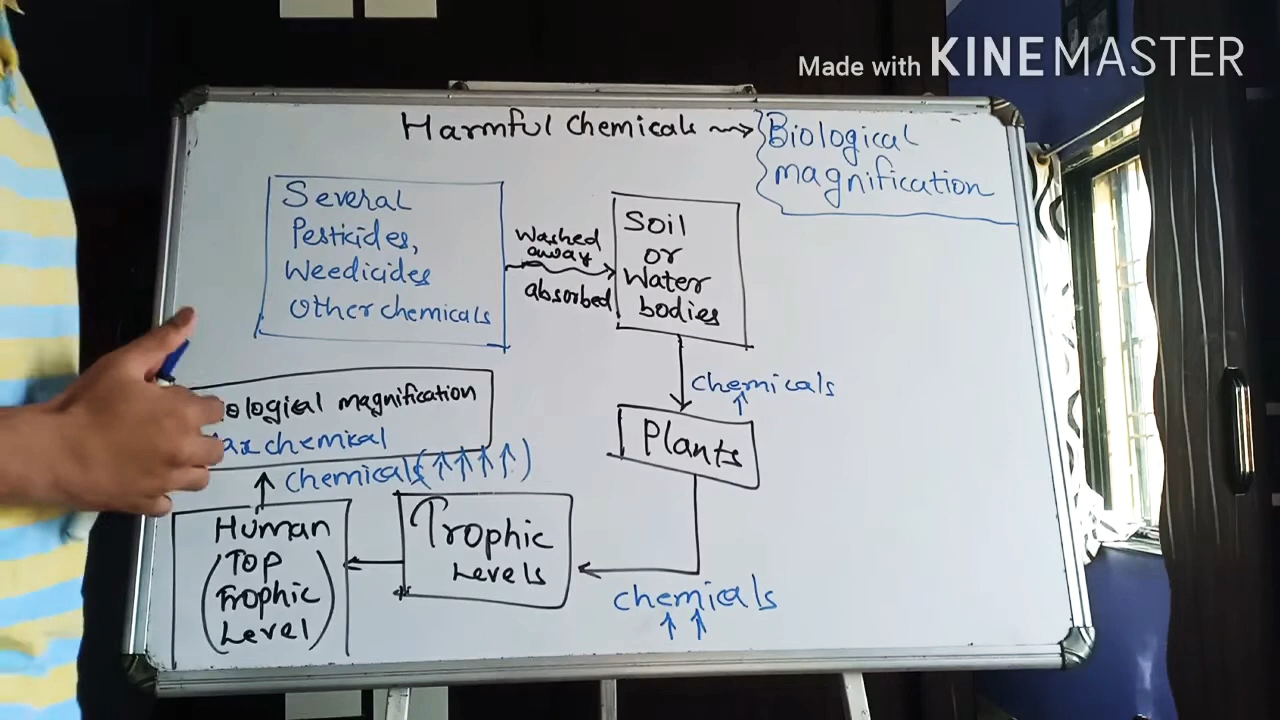 Made with KINEMASTER
Harmful Chemicals → Biological
magnification
Several
Pesticides,
Weedicides
Other chemicals
Washed
away
absorbed
Soil
or
Water
bodies
chemicals
↑
Plants
chemicals
↑ ↑
Trophic
Levels
Human
(Top
Trophic
Level)
chemicals(↑↑↑↑)
ological magnification
ax chemical